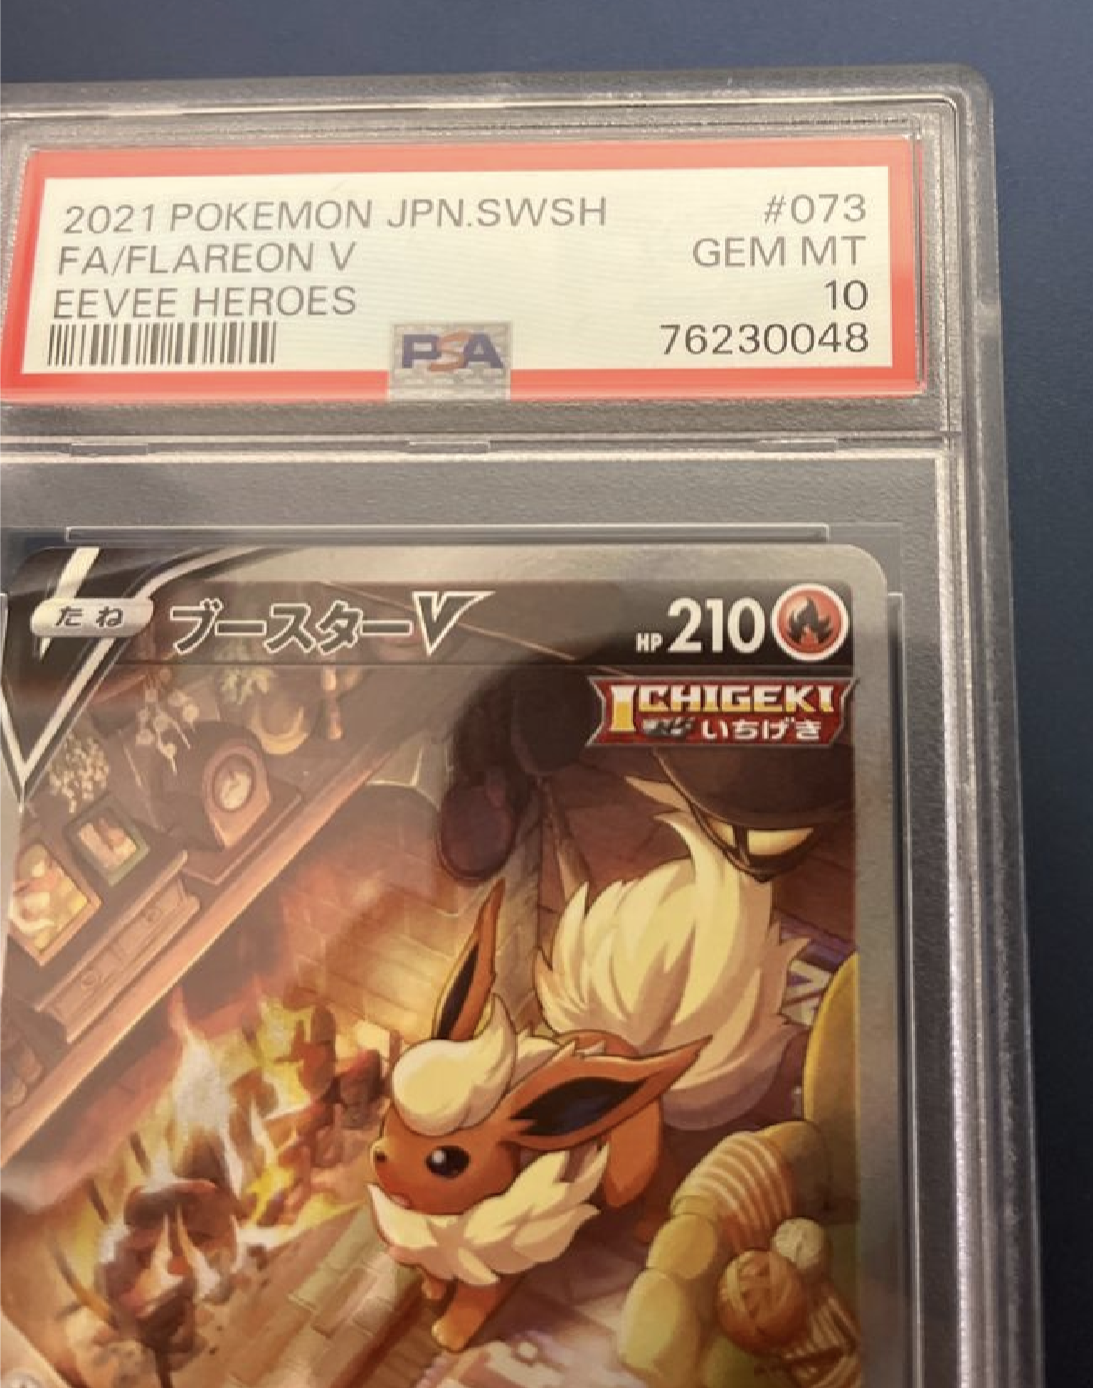 2021 POKEMON JPN.SWSH #073
FA/FLAREON V GEM MT
EEVEE HEROES 10
PSA 76230048
たね ブースターV HP 210
ICHIGEKI
いちげき